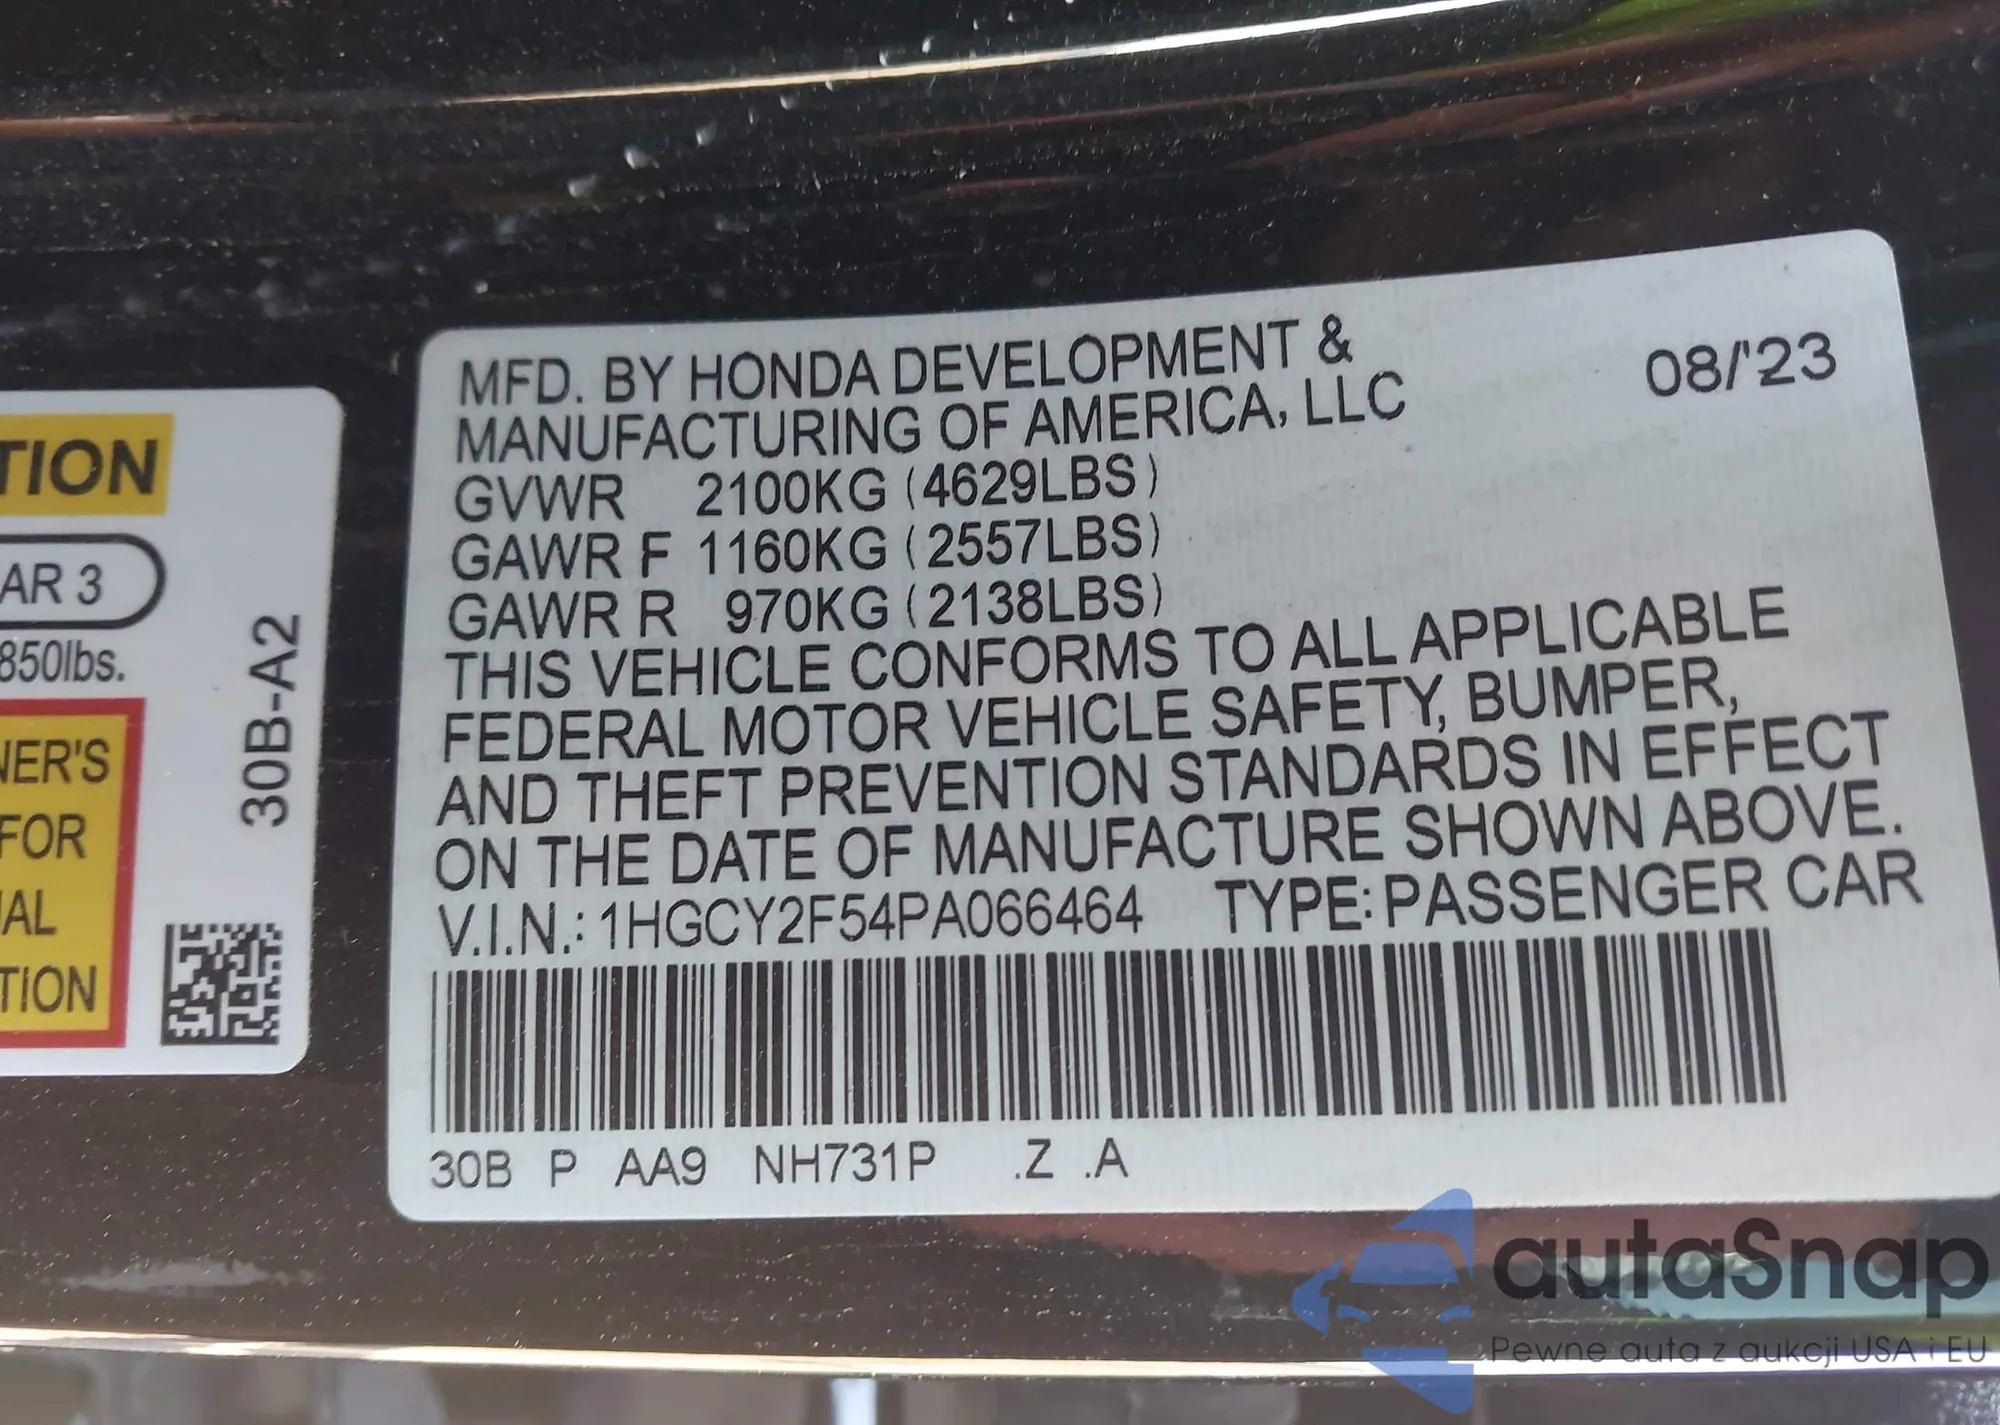 MFD. BY HONDA DEVELOPMENT &
MANUFACTURING OF AMERICA, LLC
08/'23
GVWR 2100KG (4629LBS)
GAWR F 1160KG (2557LBS)
GAWR R 970KG (2138LBS)
THIS VEHICLE CONFORMS TO ALL APPLICABLE
FEDERAL MOTOR VEHICLE SAFETY, BUMPER,
AND THEFT PREVENTION STANDARDS IN EFFECT
ON THE DATE OF MANUFACTURE SHOWN ABOVE.
V.I.N.: 1HGCY2F54PA066464 TYPE: PASSENGER CAR
30B P AA9 NH731P .Z .A
TION
AR 3
850lbs.
NER'S
FOR
AL
TION
30B-A2
autaSnap
Pewne auta z aukcji USA i EU